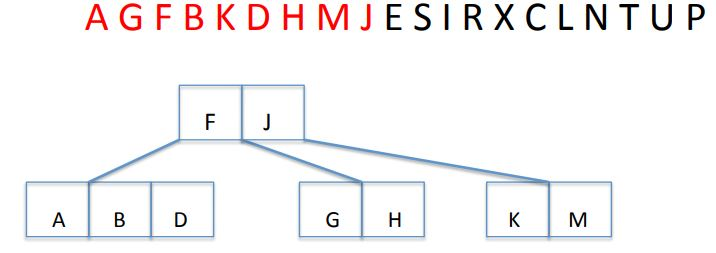 A G F B K D H M J E S I R X C L N T U P
F J
A B D G H K M